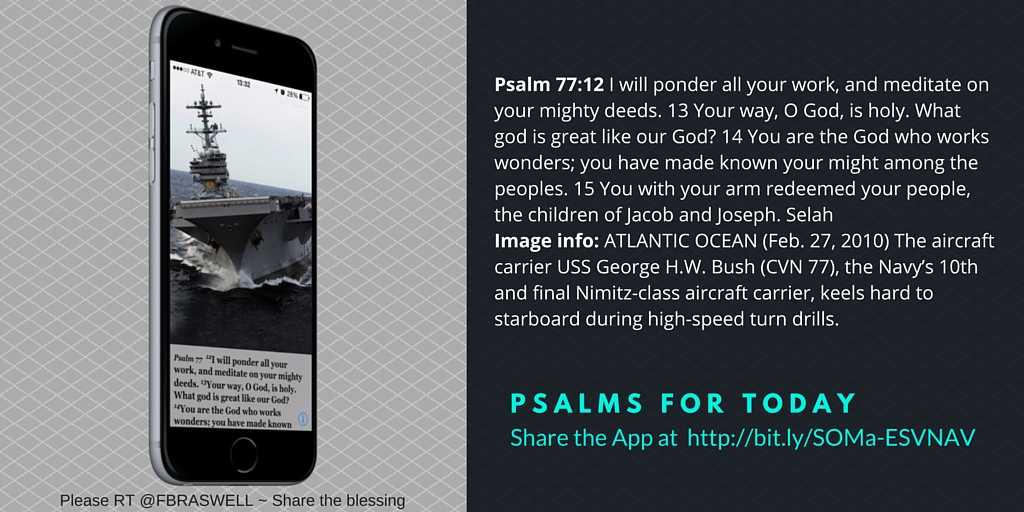 AT&T
13:32
28%
Psalm 77 12I will ponder all your
work, and meditate on your mighty
deeds. 13Your way, O God, is holy.
What god is great like our God?
14You are the God who works
wonders; you have made known
Please RT @FBRASWELL ~ Share the blessing
Psalm 77:12 I will ponder all your work, and meditate on
your mighty deeds. 13 Your way, O God, is holy. What
god is great like our God? 14 You are the God who works
wonders; you have made known your might among the
peoples. 15 You with your arm redeemed your people,
the children of Jacob and Joseph. Selah
Image info: ATLANTIC OCEAN (Feb. 27, 2010) The aircraft
carrier USS George H.W. Bush (CVN 77), the Navy’s 10th
and final Nimitz-class aircraft carrier, keels hard to
starboard during high-speed turn drills.
PSALMS FOR TODAY
Share the App at http://bit.ly/SOMa-ESVNAV